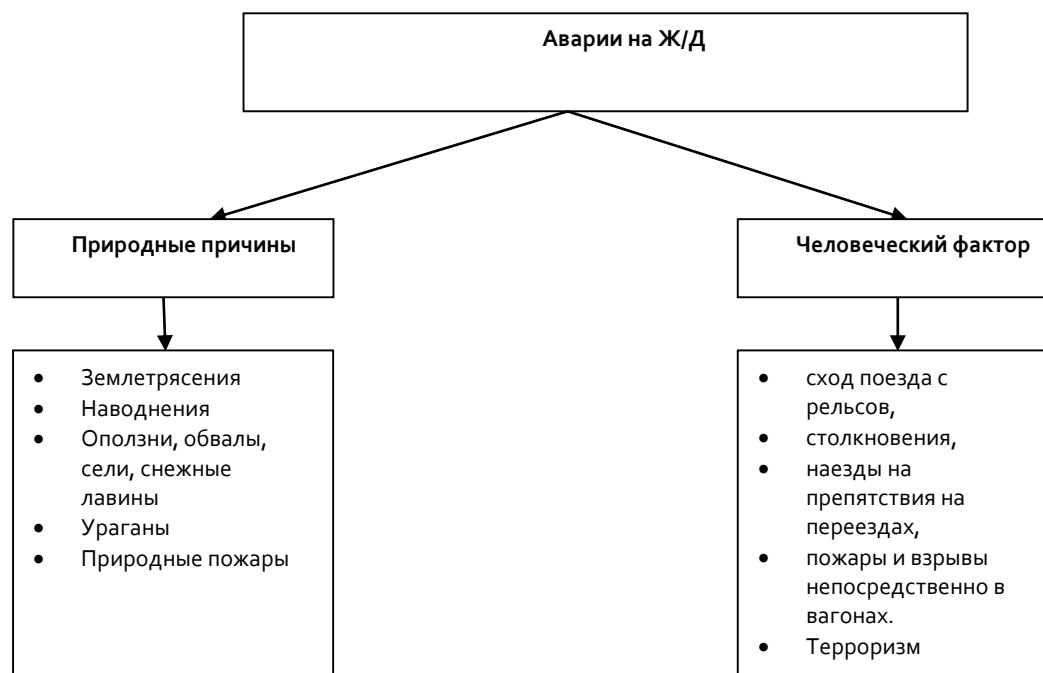 Аварии на Ж/Д
Природные причины
Человеческий фактор
• Землетрясения
• Наводнения
• Оползни, обвалы,
сели, снежные
лавины
• Ураганы
• Природные пожары
• сход поезда с
рельсов,
• столкновения,
• наезды на
препятствия на
переездах,
• пожары и взрывы
непосредственно в
вагонах.
• Терроризм